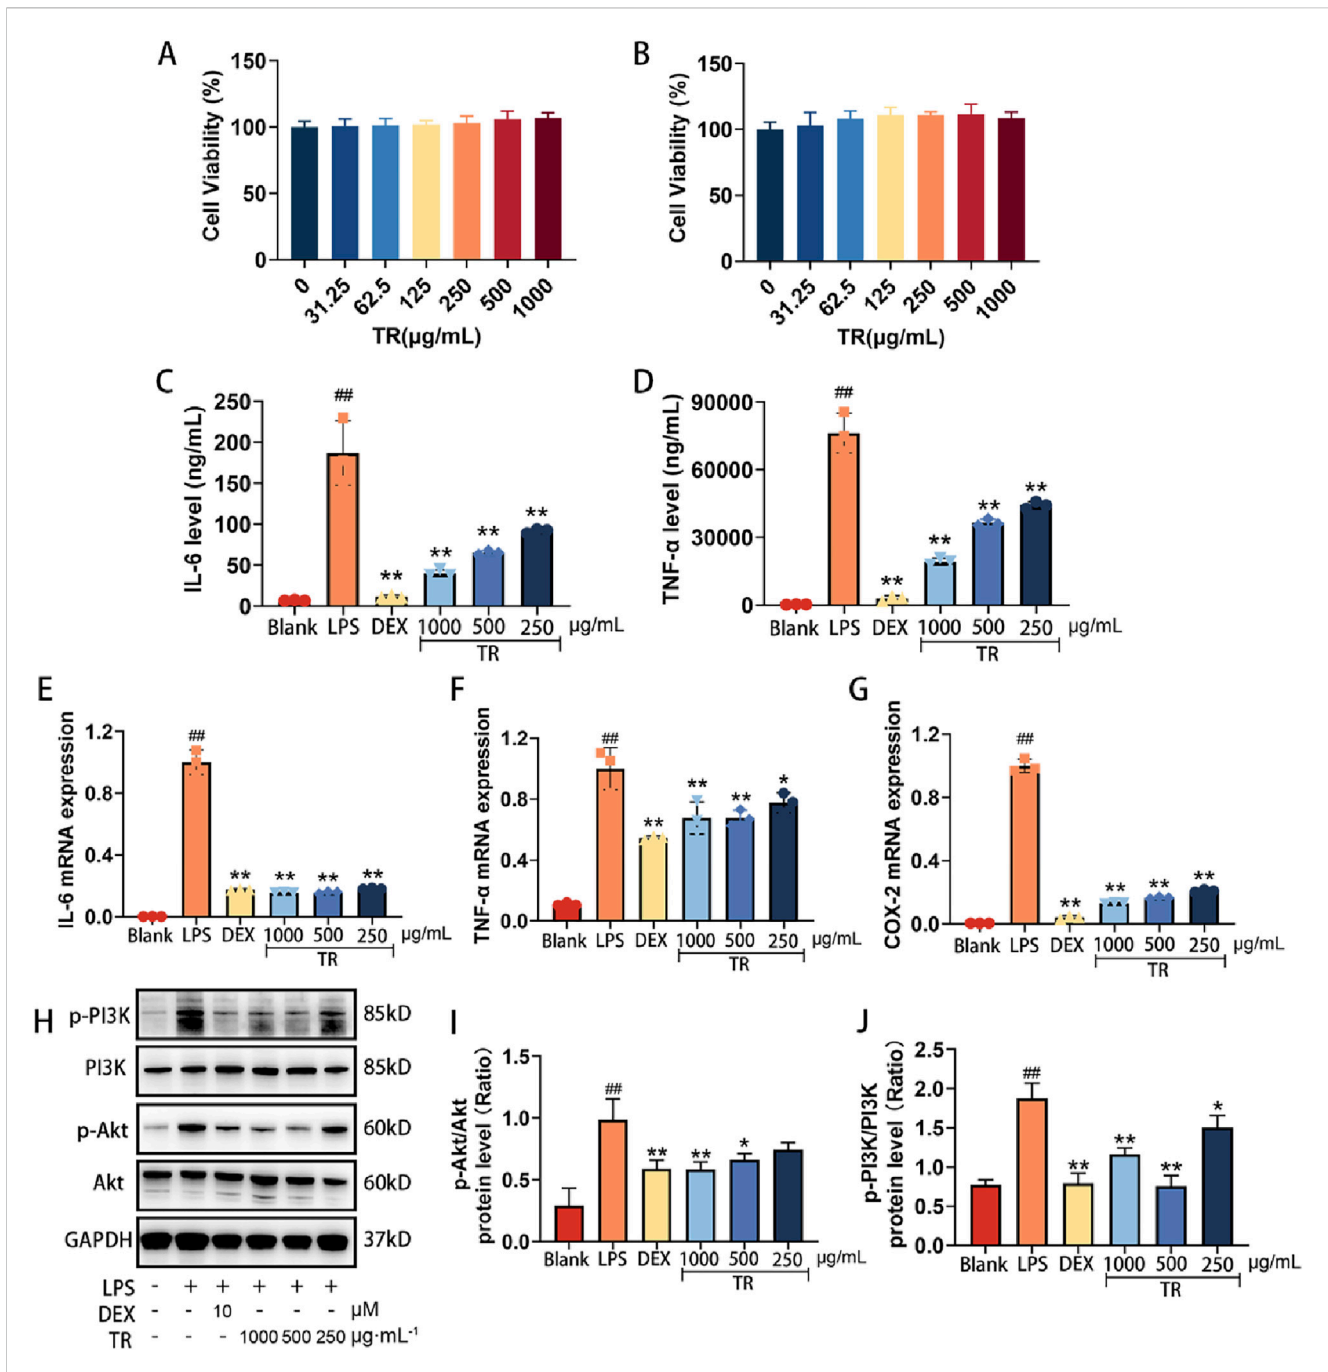 A
Cell Viability (%)
150
100
50
0
0 31.25 62.5 125 250 500 1000
TR(μg/mL)
B
Cell Viability (%)
150
100
50
0
0 31.25 62.5 125 250 500 1000
TR(μg/mL)
C
IL-6 level (ng/mL)
250
200
150
100
50
0
## ** ** ** **
Blank LPS DEX 1000 500 250 μg/mL
TR
D
TNF-α level (ng/mL)
90000
60000
30000
0
## ** ** ** **
Blank LPS DEX 1000 500 250 μg/mL
TR
E
IL-6 mRNA expression
1.2
0.8
0.4
0.0
## ** ** ** **
Blank LPS DEX 1000 500 250 μg/mL
TR
F
TNF-α mRNA expression
1.2
0.8
0.4
0.0
## ** ** ** *
Blank LPS DEX 1000 500 250 μg/mL
TR
G
COX-2 mRNA expression
1.2
0.8
0.4
0.0
## ** ** ** **
Blank LPS DEX 1000 500 250 μg/mL
TR
H
p-PI3K 85kD
PI3K 85kD
p-Akt 60kD
Akt 60kD
GAPDH 37kD
LPS - + + + + +
DEX - - 10 - - - μM
TR - - - 1000 500 250 μg·mL⁻¹
I
p-Akt/Akt
protein level (Ratio)
1.5
1.0
0.5
0.0
## ** ** *
Blank LPS DEX 1000 500 250 μg/mL
TR
J
p-PI3K/PI3K
protein level (Ratio)
2.5
2.0
1.5
1.0
0.5
0.0
## ** ** ** *
Blank LPS DEX 1000 500 250 μg/mL
TR